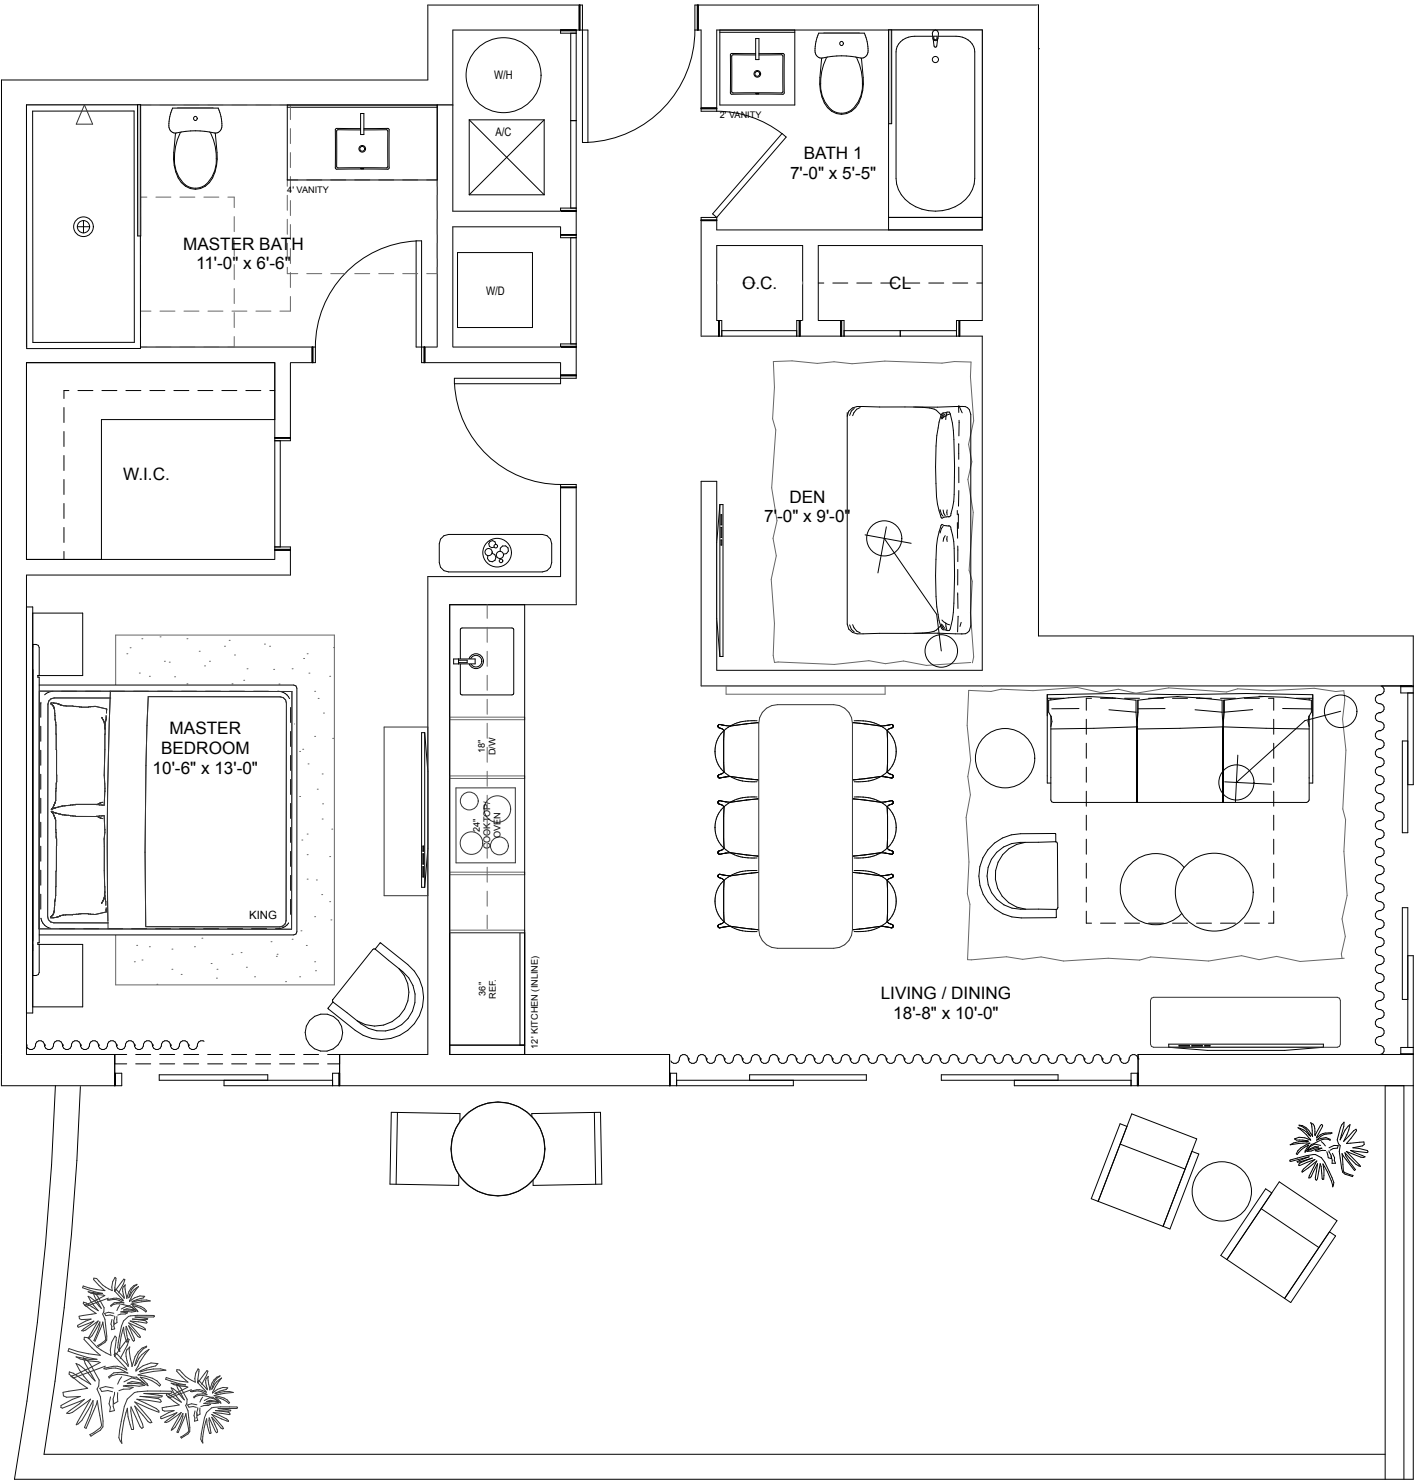 W/H
A/C
2' VANITY
BATH 1
7'-0" x 5'-5"
4' VANITY
MASTER BATH
11'-0" x 6'-6"
W/D
O.C.
CL
W.I.C.
DEN
7'-0" x 9'-0"
MASTER
BEDROOM
10'-6" x 13'-0"
KING
18"
D/W
24"
COOKTOP/
OVEN
36"
REF.
12' KITCHEN (INLINE)
LIVING / DINING
18'-8" x 10'-0"